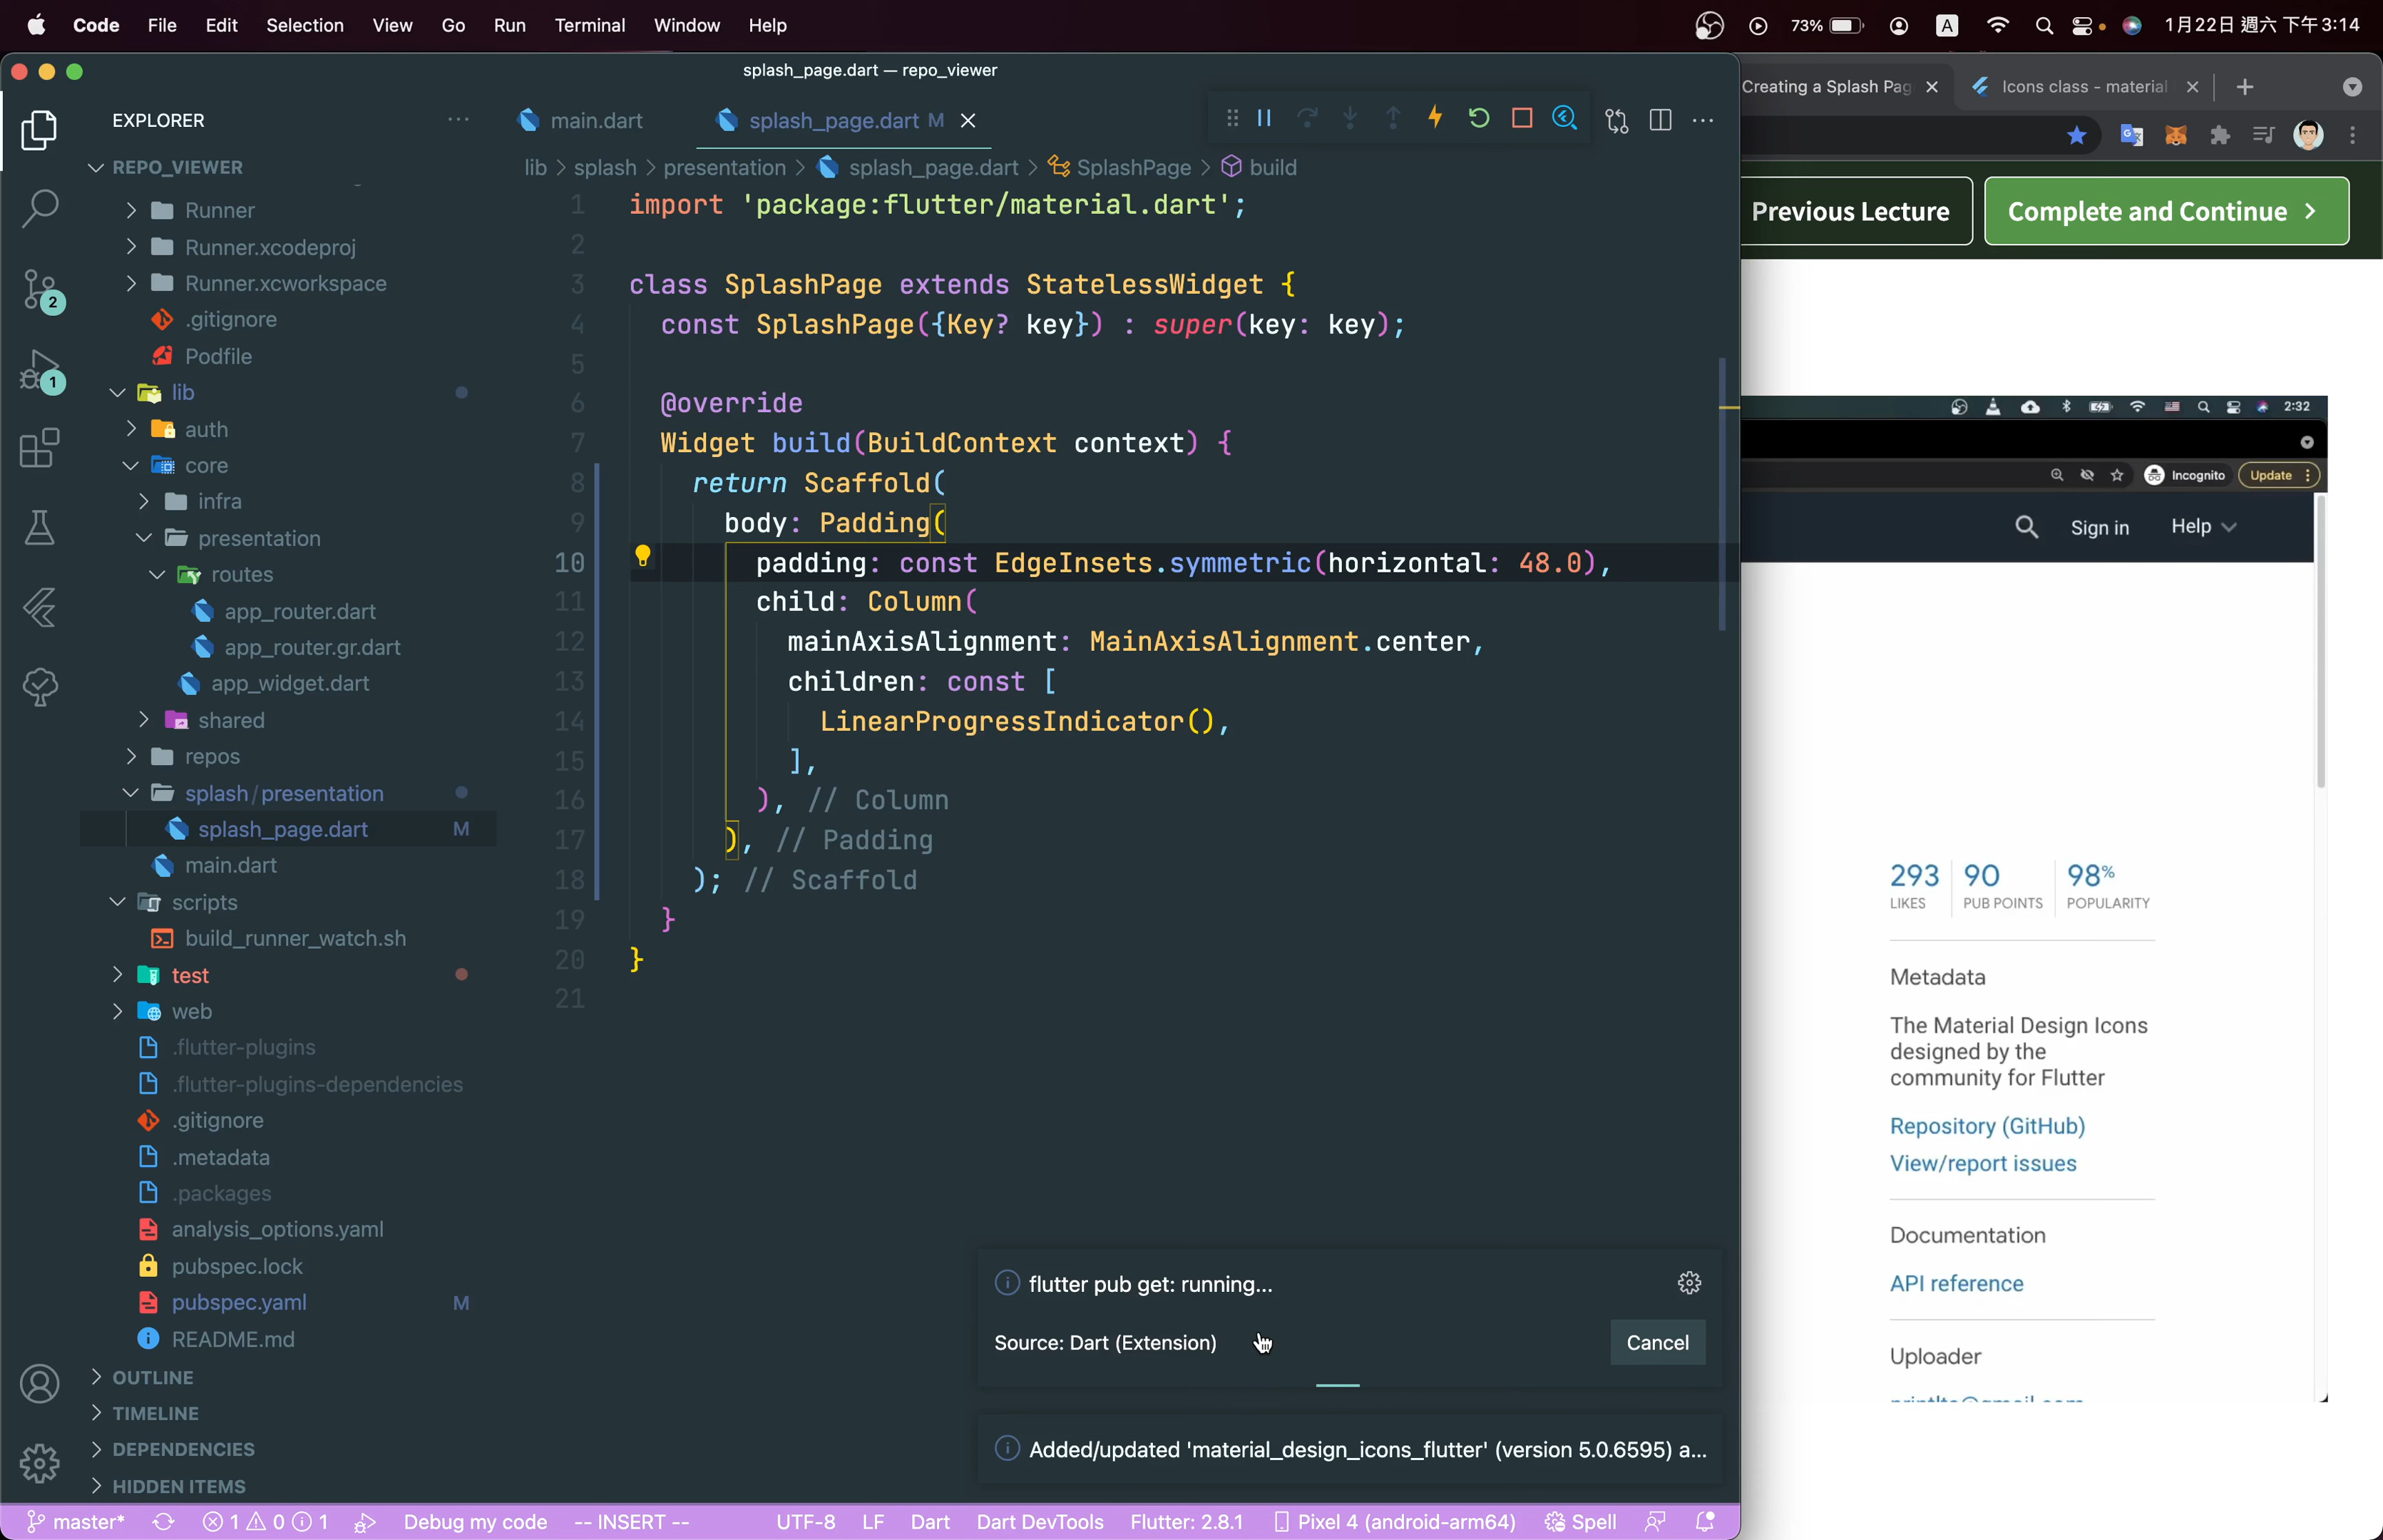 Code File Edit Selection View Go Run Terminal Window Help
73% A 1月22日 週六 下午3:14
splash_page.dart — repo_viewer
EXPLORER
REPO_VIEWER
Runner
Runner.xcodeproj
Runner.xcworkspace
.gitignore
Podfile
lib
auth
core
infra
presentation
routes
app_router.dart
app_router.gr.dart
app_widget.dart
shared
repos
splash/presentation
splash_page.dart M
main.dart
scripts
build_runner_watch.sh
test
web
.flutter-plugins
.flutter-plugins-dependencies
.gitignore
.metadata
.packages
analysis_options.yaml
pubspec.lock
pubspec.yaml M
README.md
OUTLINE
TIMELINE
DEPENDENCIES
HIDDEN ITEMS
2
1
main.dart splash_page.dart M
lib > splash > presentation > splash_page.dart > SplashPage > build
1 import 'package:flutter/material.dart';
2
3 class SplashPage extends StatelessWidget {
4 const SplashPage({Key? key}) : super(key: key);
5
6 @override
7 Widget build(BuildContext context) {
8 return Scaffold(
9 body: Padding(
10 padding: const EdgeInsets.symmetric(horizontal: 48.0),
11 child: Column(
12 mainAxisAlignment: MainAxisAlignment.center,
13 children: const [
14 LinearProgressIndicator(),
15 ],
16 ), // Column
17 ), // Padding
18 ); // Scaffold
19 }
20 }
21
flutter pub get: running...
Source: Dart (Extension)
Cancel
Added/updated 'material_design_icons_flutter' (version 5.0.6595) a...
master* 1 0 1 Debug my code -- INSERT -- UTF-8 LF Dart Dart DevTools Flutter: 2.8.1 Pixel 4 (android-arm64) Spell
Creating a Splash Pag Icons class - material
Previous Lecture
Complete and Continue
2:32
Incognito
Update
Sign in
Help
293
LIKES
90
PUB POINTS
98%
POPULARITY
Metadata
The Material Design Icons
designed by the
community for Flutter
Repository (GitHub)
View/report issues
Documentation
API reference
Uploader